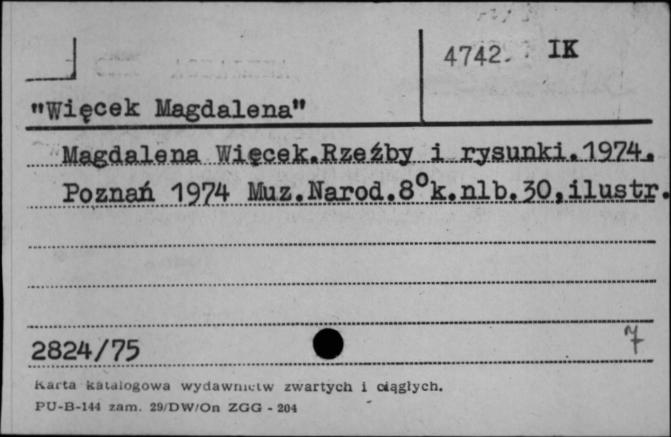 4742. IK
"Więcek Magdalena"
Magdalena Więcek.Rzeźby i rysunki.1974.
Poznań 1974 Muz.Narod.8°k.nlb.30,ilustr.
2824/75 7
Karta katalogowa wydawnictw zwartych i ciągłych.
PU-B-144 zam. 29/DW/On ZGG - 204